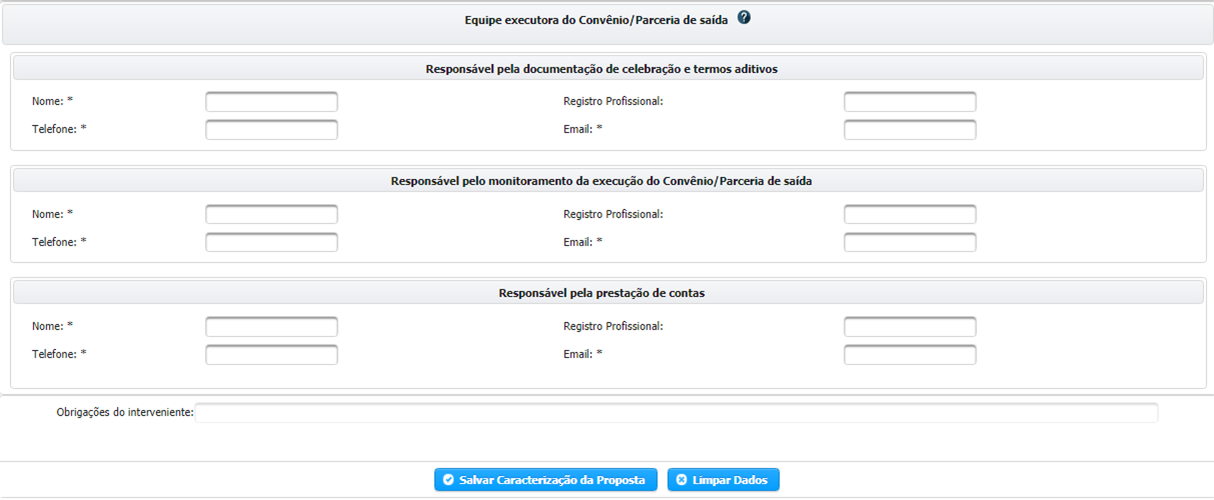 Equipe executora do Convênio/Parceria de saída ?
Responsável pela documentação de celebração e termos aditivos
Nome: * Registro Profissional:
Telefone: * Email: *
Responsável pelo monitoramento da execução do Convênio/Parceria de saída
Nome: * Registro Profissional:
Telefone: * Email: *
Responsável pela prestação de contas
Nome: * Registro Profissional:
Telefone: * Email: *
Obrigações do interveniente:
Salvar Caracterização da Proposta Limpar Dados